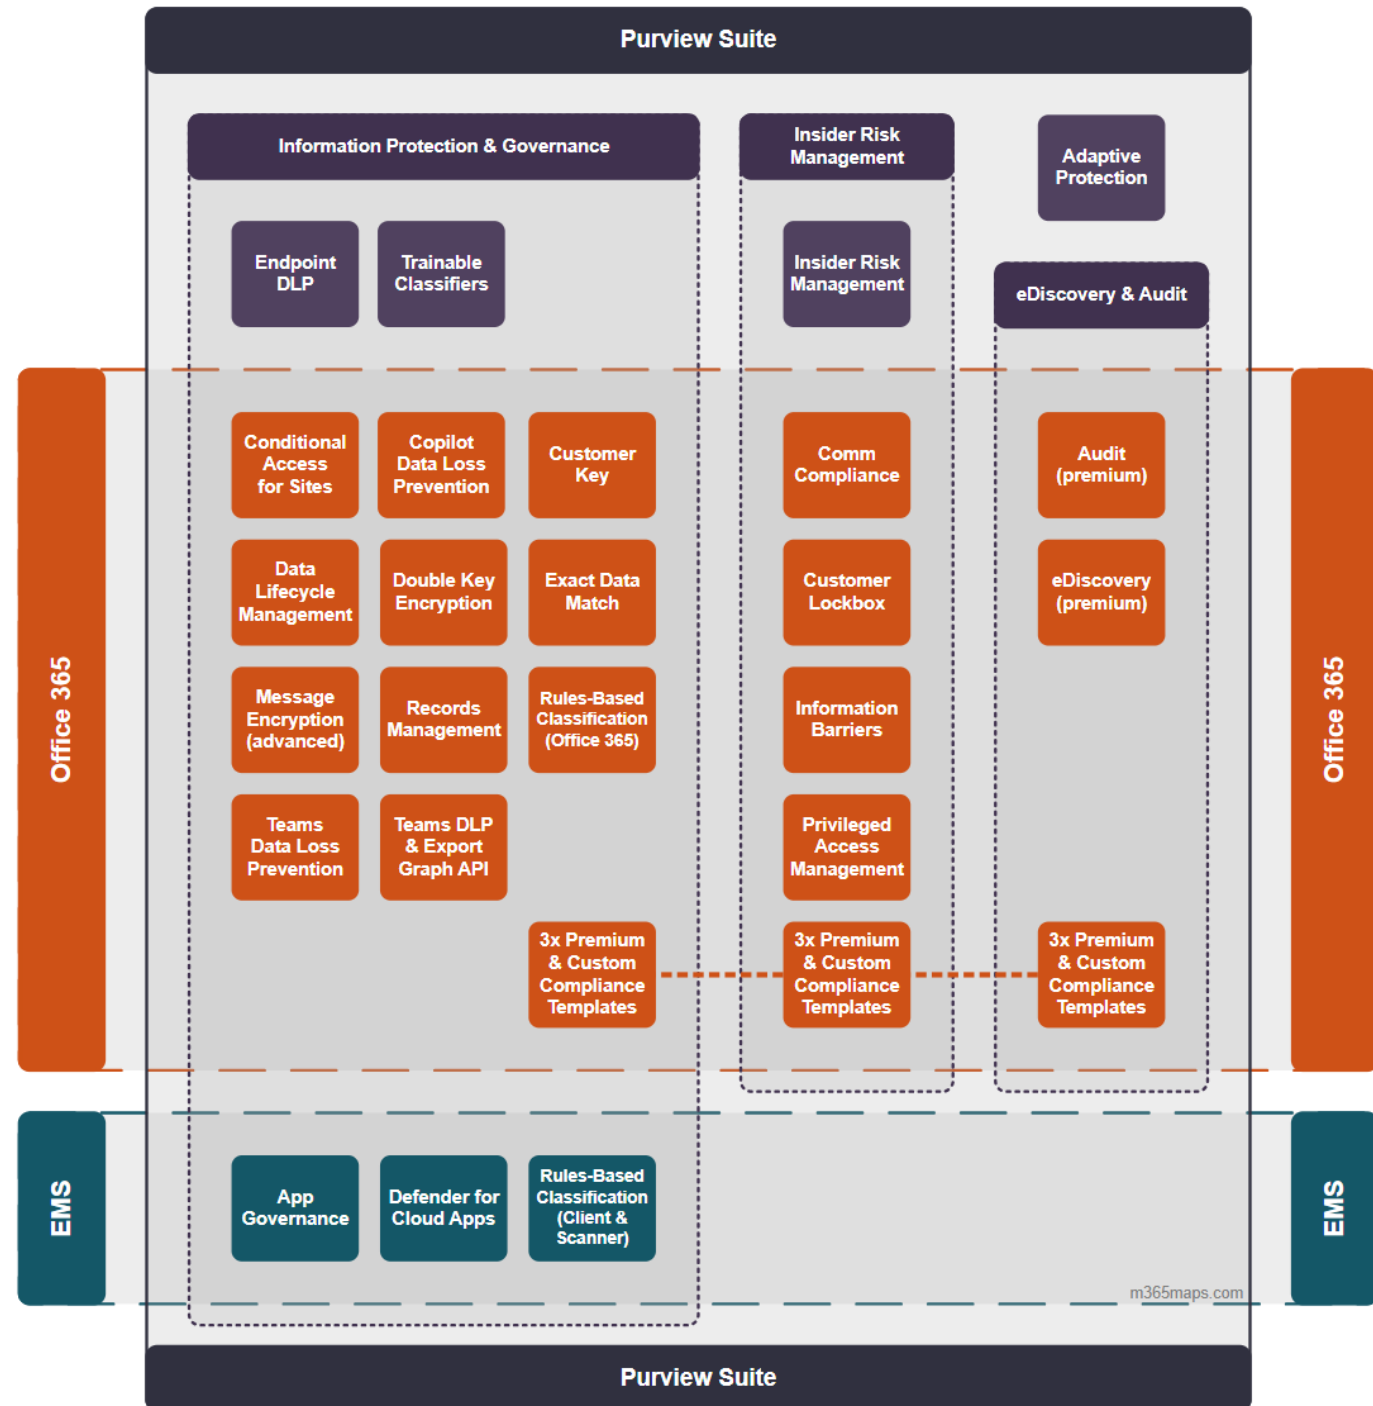 Purview Suite
Information Protection & Governance
Insider Risk
Management
Adaptive
Protection
Endpoint
DLP
Trainable
Classifiers
Insider Risk
Management
eDiscovery & Audit
Office 365
Conditional
Access
for Sites
Copilot
Data Loss
Prevention
Customer
Key
Comm
Compliance
Audit
(premium)
Data
Lifecycle
Management
Double Key
Encryption
Exact Data
Match
Customer
Lockbox
eDiscovery
(premium)
Message
Encryption
(advanced)
Records
Management
Rules-Based
Classification
(Office 365)
Information
Barriers
Teams
Data Loss
Prevention
Teams DLP
& Export
Graph API
Privileged
Access
Management
3x Premium
& Custom
Compliance
Templates
3x Premium
& Custom
Compliance
Templates
3x Premium
& Custom
Compliance
Templates
Office 365
EMS
App
Governance
Defender for
Cloud Apps
Rules-Based
Classification
(Client &
Scanner)
EMS
m365maps.com
Purview Suite